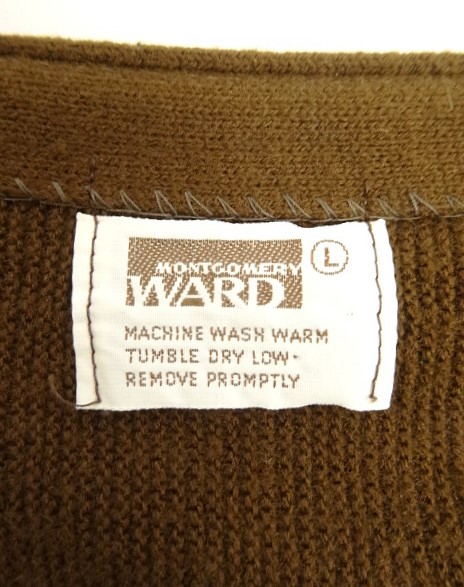 MONTGOMERY
WARD
L
MACHINE WASH WARM
TUMBLE DRY LOW-
REMOVE PROMPTLY